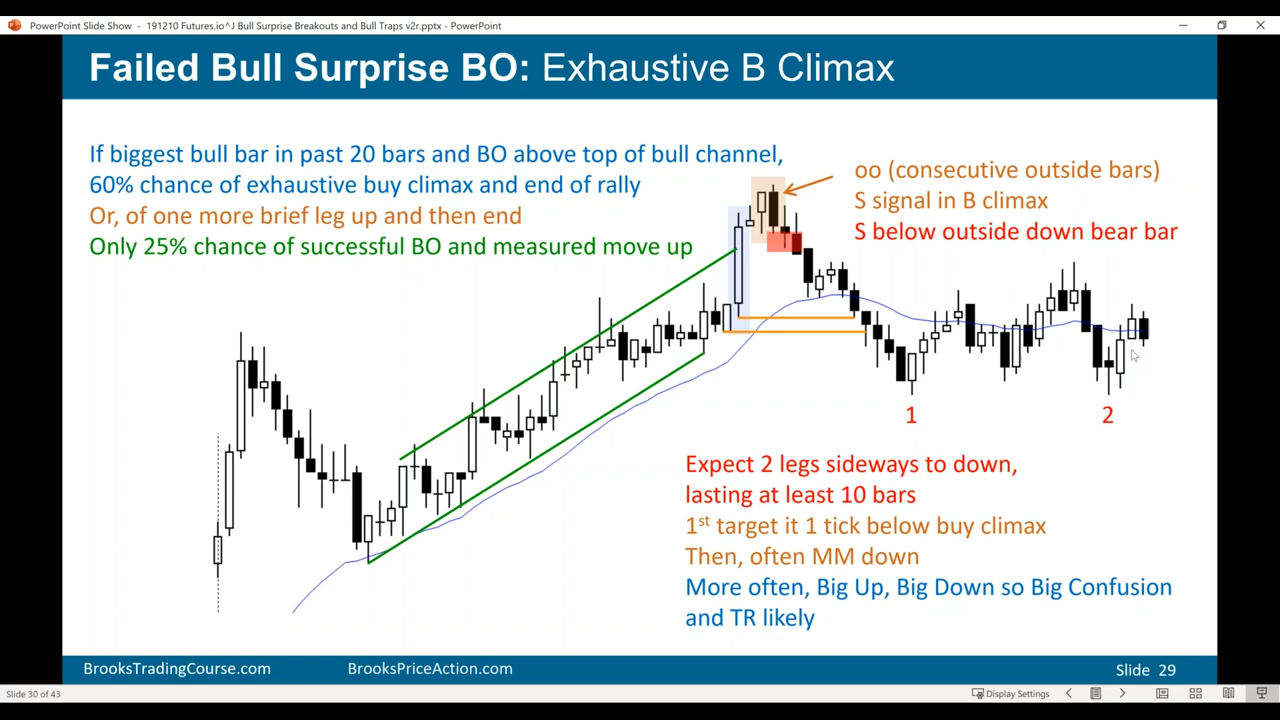 PowerPoint Slide Show - 191210 Futures.io^J Bull Surprise Breakouts and Bull Traps v2r.pptx - PowerPoint
Failed Bull Surprise BO: Exhaustive B Climax
If biggest bull bar in past 20 bars and BO above top of bull channel,
60% chance of exhaustive buy climax and end of rally
Or, of one more brief leg up and then end
Only 25% chance of successful BO and measured move up
oo (consecutive outside bars)
S signal in B climax
S below outside down bear bar
1
2
Expect 2 legs sideways to down,
lasting at least 10 bars
1st target it 1 tick below buy climax
Then, often MM down
More often, Big Up, Big Down so Big Confusion
and TR likely
BrooksTradingCourse.com
BrooksPriceAction.com
Slide 29
Slide 30 of 43
Display Settings